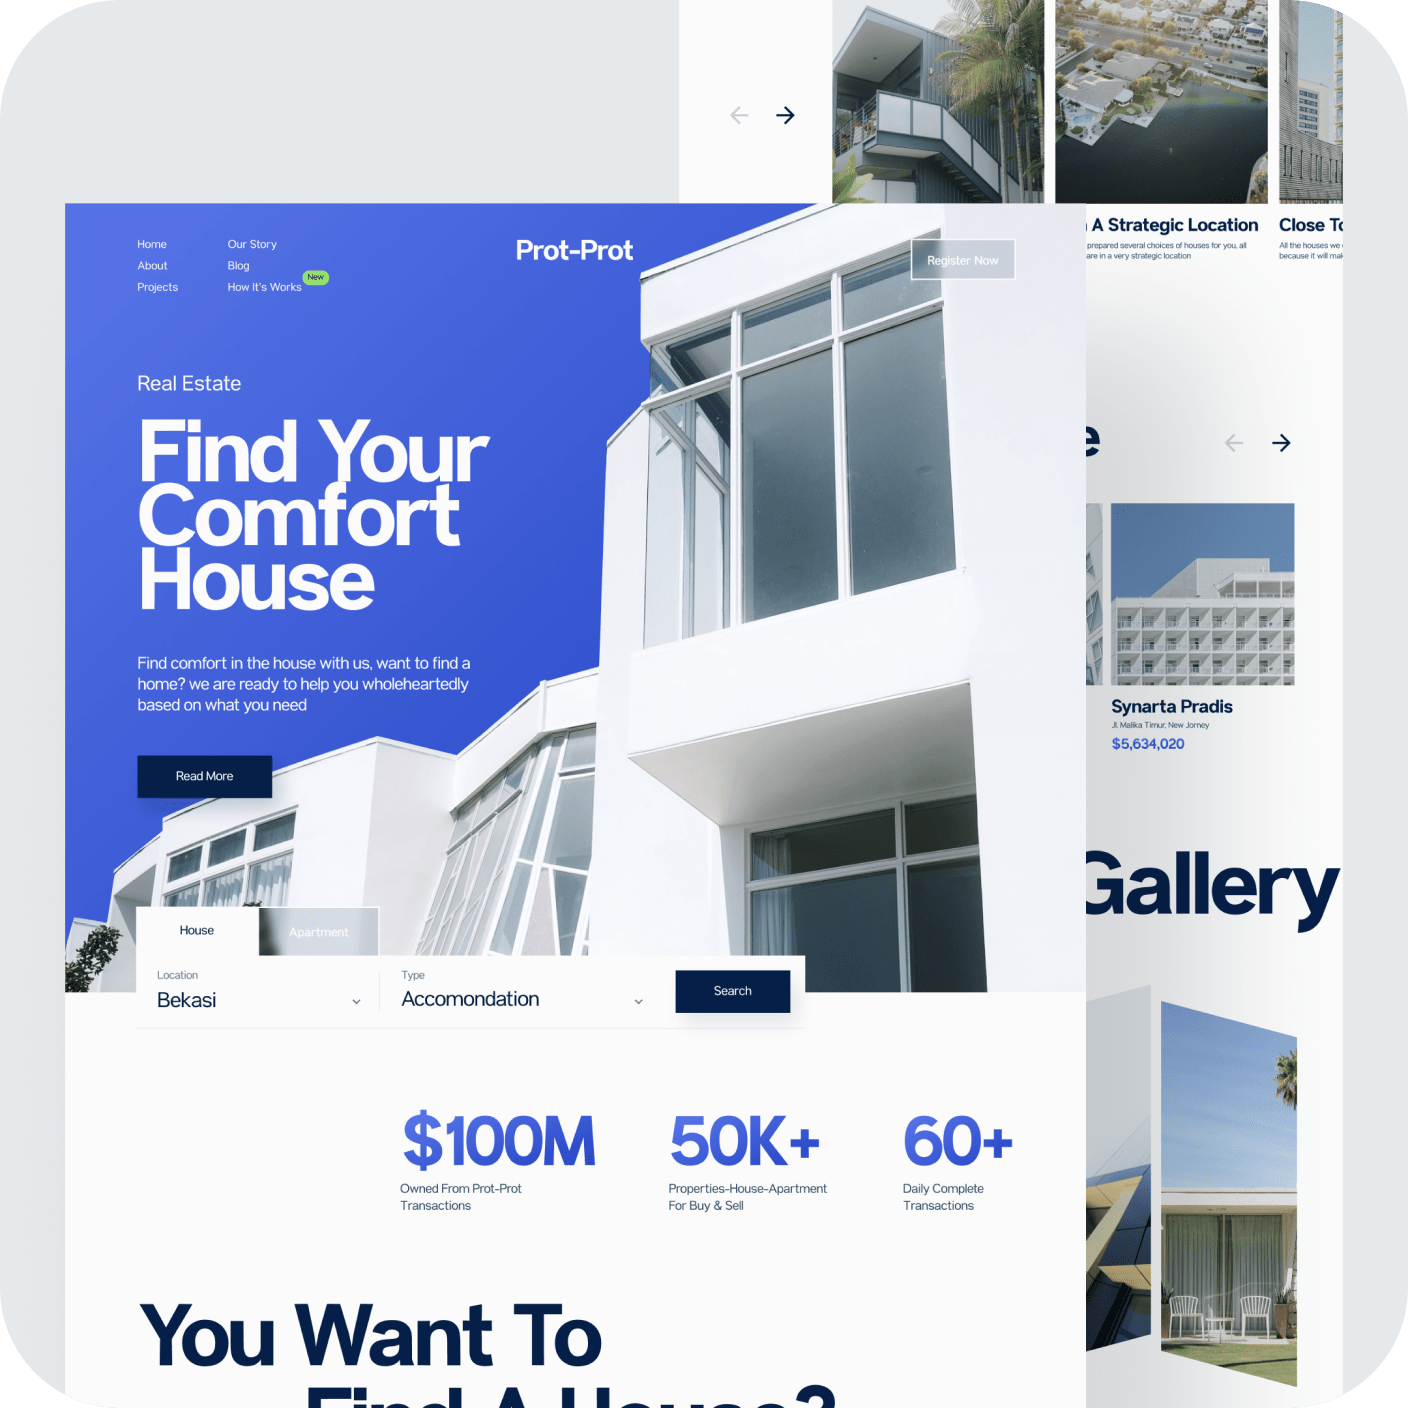 Home
About
Projects
Our Story
Blog
How It's Works
New
Prot-Prot
Register Now
Real Estate
Find Your
Comfort
House
Find comfort in the house with us, want to find a
home? we are ready to help you wholeheartedly
based on what you need
Read More
House
Apartment
Location
Bekasi
Type
Accomondation
Search
$100M
Owned From Prot-Prot
Transactions
50K+
Properties-House-Apartment
For Buy & Sell
60+
Daily Complete
Transactions
You Want To
Find A House?
A Strategic Location
prepared several choices of houses for you, all
are in a very strategic location
Close
All the houses we
because it will
e
Synarta Pradis
Jl. Malika Timur, New Jorney
$5,634,020
Gallery